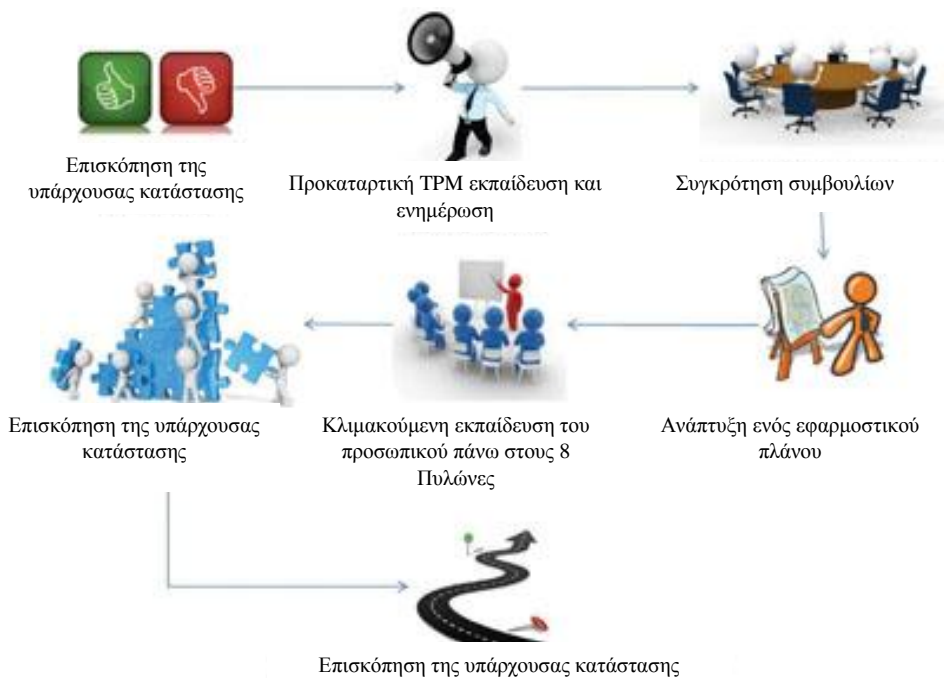 Επισκόπηση της
υπάρχουσας κατάστασης
Προκαταρτική TPM εκπαίδευση και
ενημέρωση
Συγκρότηση συμβουλίων
Ανάπτυξη ενός εφαρμοστικού
πλάνου
Κλιμακούμενη εκπαίδευση του
προσωπικού πάνω στους 8
Πυλώνες
Επισκόπηση της υπάρχουσας
κατάστασης
Επισκόπηση της υπάρχουσας κατάστασης